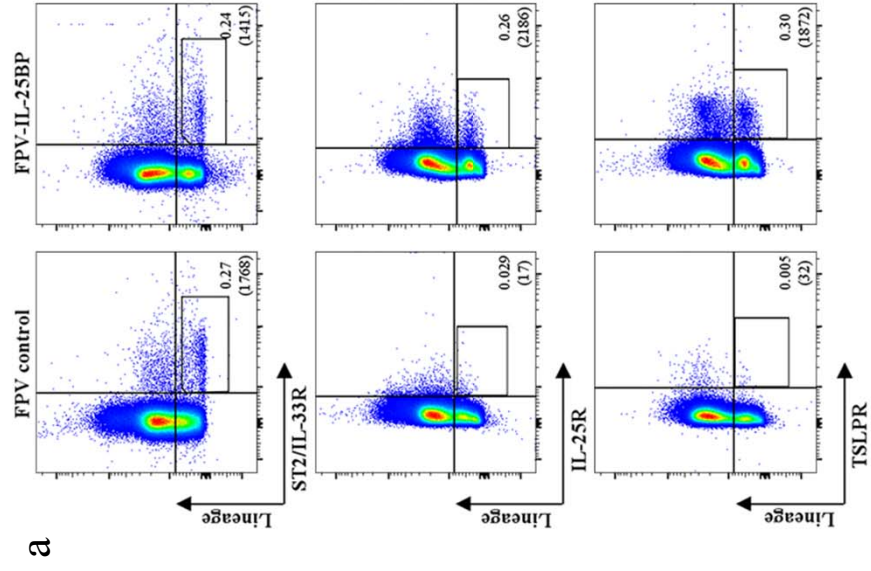 a
FPV control
FPV-IL-25BP
Lineage
0.27
(1768)
0.24
(1415)
ST2/IL-33R
Lineage
0.029
(17)
0.26
(2186)
IL-25R
Lineage
0.005
(32)
0.30
(1872)
TSLPR